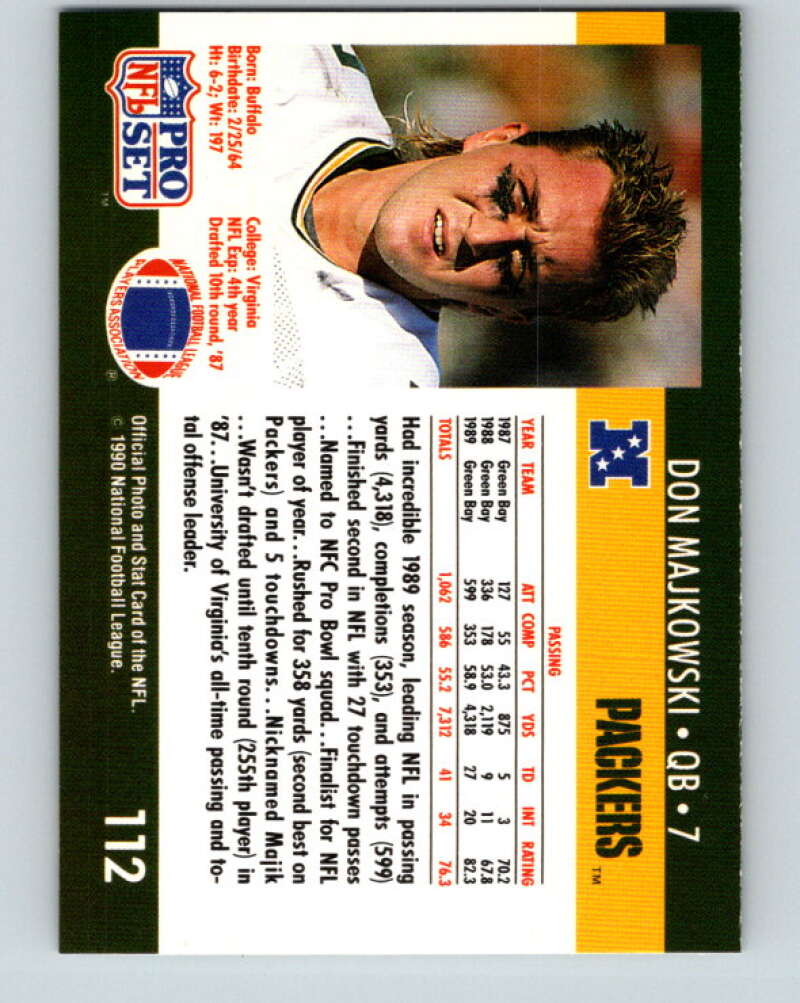 DON MAJKOWSKI • QB • 7
PACKERS™
N
PASSING
YEAR TEAM ATT COMP PCT YDS TD INT RATING
1987 Green Bay 127 55 43.3 875 5 3 70.2
1988 Green Bay 336 178 53.0 2,119 9 11 67.8
1989 Green Bay 599 353 58.9 4,318 27 20 82.3
TOTALS 1,062 586 55.2 7,312 41 34 76.3
Had incredible 1989 season, leading NFL in passing
yards (4,318), completions (353), and attempts (599)
...Finished second in NFL with 27 touchdown passes
...Named to NFC Pro Bowl squad...Finalist for NFL
player of year...Rushed for 358 yards (second best on
Packers) and 5 touchdowns...Nicknamed Majik
...Wasn't drafted until tenth round (255th player) in
'87...University of Virginia's all-time passing and to-
tal offense leader.
Born: Buffalo
Birthdate: 2/25/64
Ht: 6-2; Wt: 197
College: Virginia
NFL Exp: 4th year
Drafted 10th round, '87
NFL
PRO
SET
™
NATIONAL FOOTBALL LEAGUE
PLAYERS ASSOCIATION
®
Official Photo and Stat Card of the NFL.
© 1990 National Football League.
112